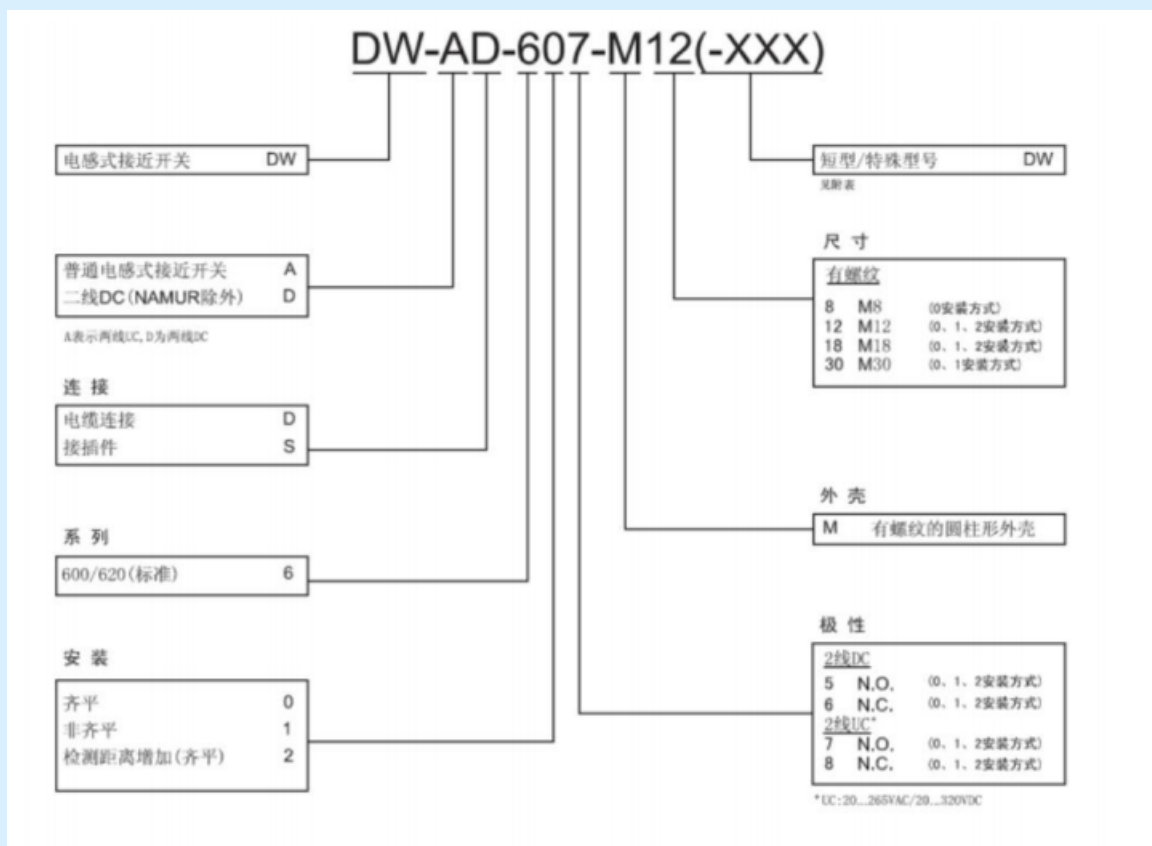 DW-AD-607-M12(-XXX)
电感式接近开关 DW
普通电感式接近开关 A
二线DC(NAMUR除外) D
A表示两线UC,D为两线DC
连 接
电缆连接 D
接插件 S
系 列
600/620(标准) 6
安 装
齐平 0
非齐平 1
检测距离增加(齐平) 2
短型/特殊型号 DW
见附表
尺 寸
有螺纹
8 M8 (0安装方式)
12 M12 (0、1、2安装方式)
18 M18 (0、1、2安装方式)
30 M30 (0、1安装方式)
外 壳
M 有螺纹的圆柱形外壳
极 性
2线DC
5 N.O. (0、1、2安装方式)
6 N.C. (0、1、2安装方式)
2线UC*
7 N.O. (0、1、2安装方式)
8 N.C. (0、1、2安装方式)
*UC:20...265VAC/20...320VDC